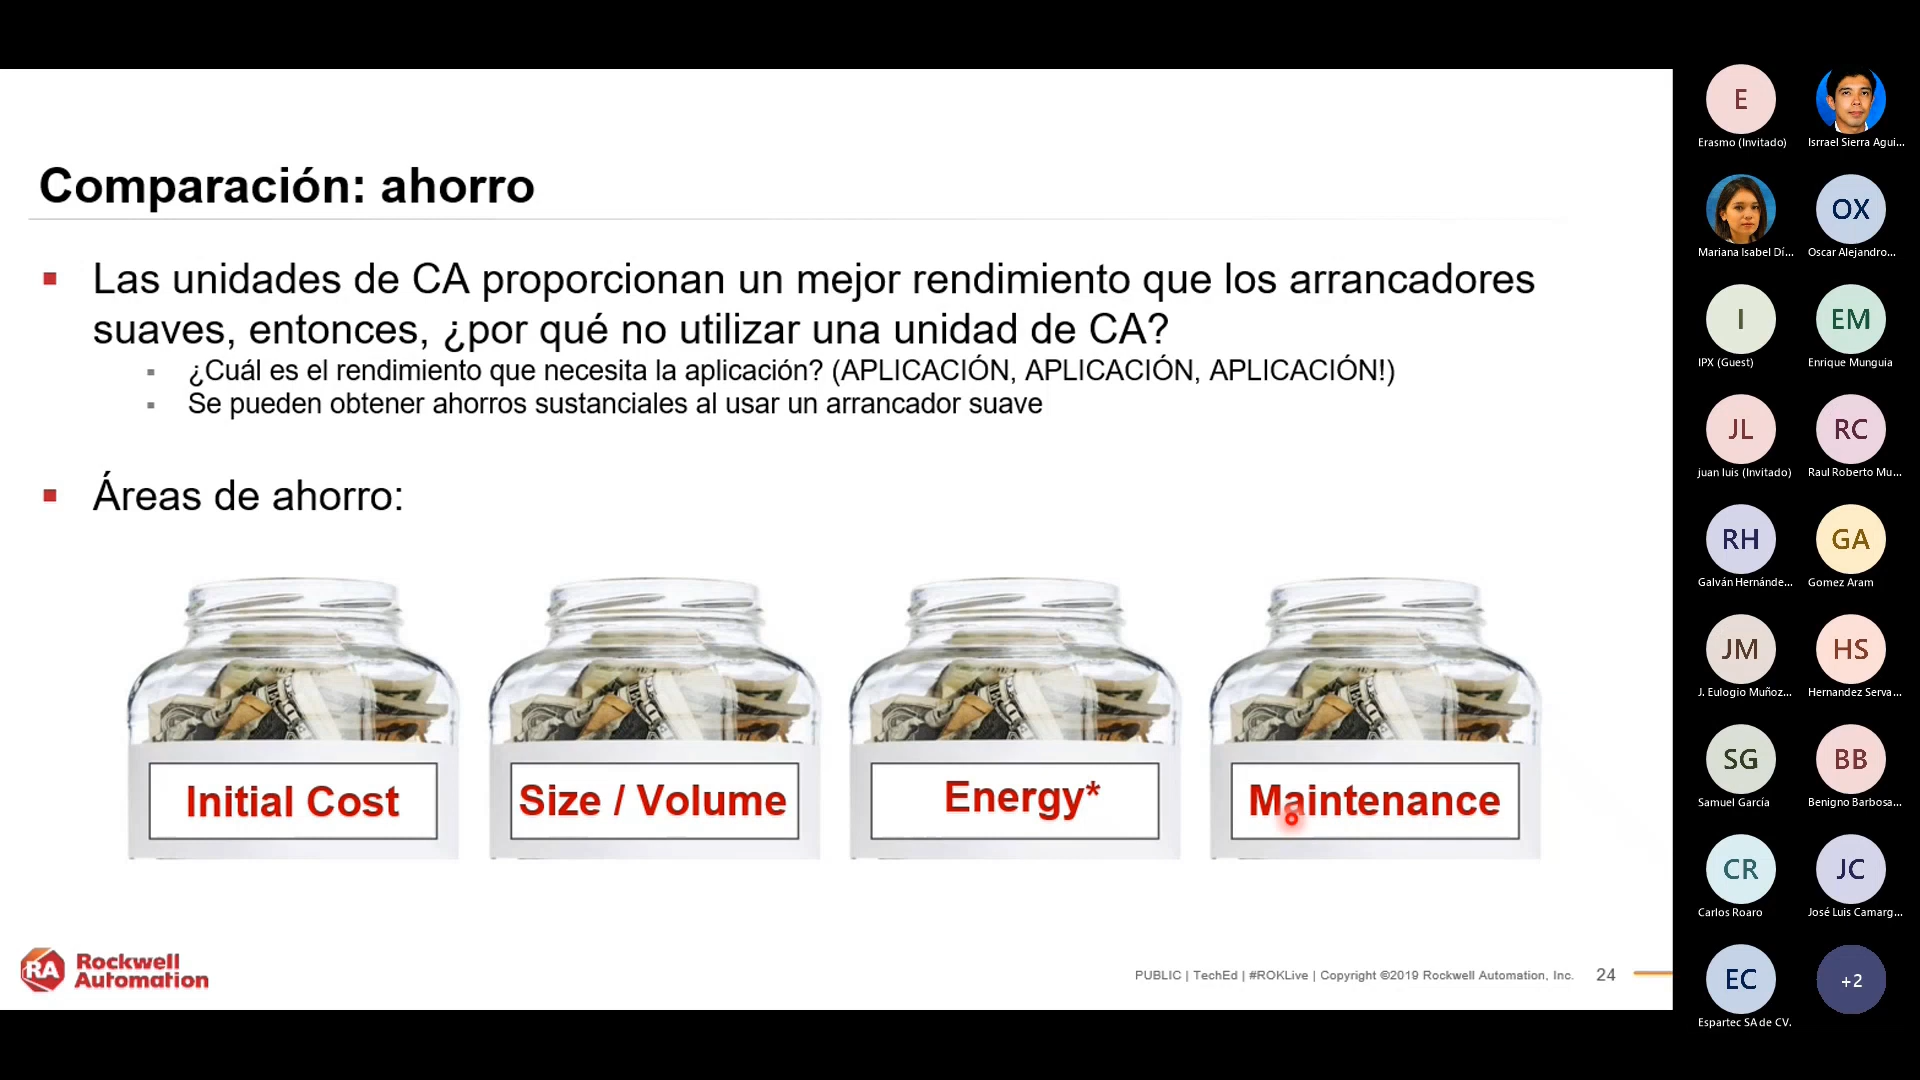 Comparación: ahorro
Las unidades de CA proporcionan un mejor rendimiento que los arrancadores
suaves, entonces, ¿por qué no utilizar una unidad de CA?
¿Cuál es el rendimiento que necesita la aplicación? (APLICACIÓN, APLICACIÓN, APLICACIÓN!)
Se pueden obtener ahorros sustanciales al usar un arrancador suave
Áreas de ahorro:
Initial Cost
Size / Volume
Energy*
Maintenance
RA Rockwell
Automation
PUBLIC | TechEd | #ROKLive | Copyright ©2019 Rockwell Automation, Inc. 24
E
Erasmo (Invitado)
Isrrael Sierra Agui...
Mariana Isabel Dí...
OX
Oscar Alejandro...
I
IPX (Guest)
EM
Enrique Munguia
JL
juan luis (Invitado)
RC
Raul Roberto Mu...
RH
Galván Hernánde...
GA
Gomez Aram
JM
J. Eulogio Muñoz...
HS
Hernandez Serva...
SG
Samuel García
BB
Benigno Barbosa...
CR
Carlos Roaro
JC
José Luis Camarg...
EC
Espartec SA de CV.
+2